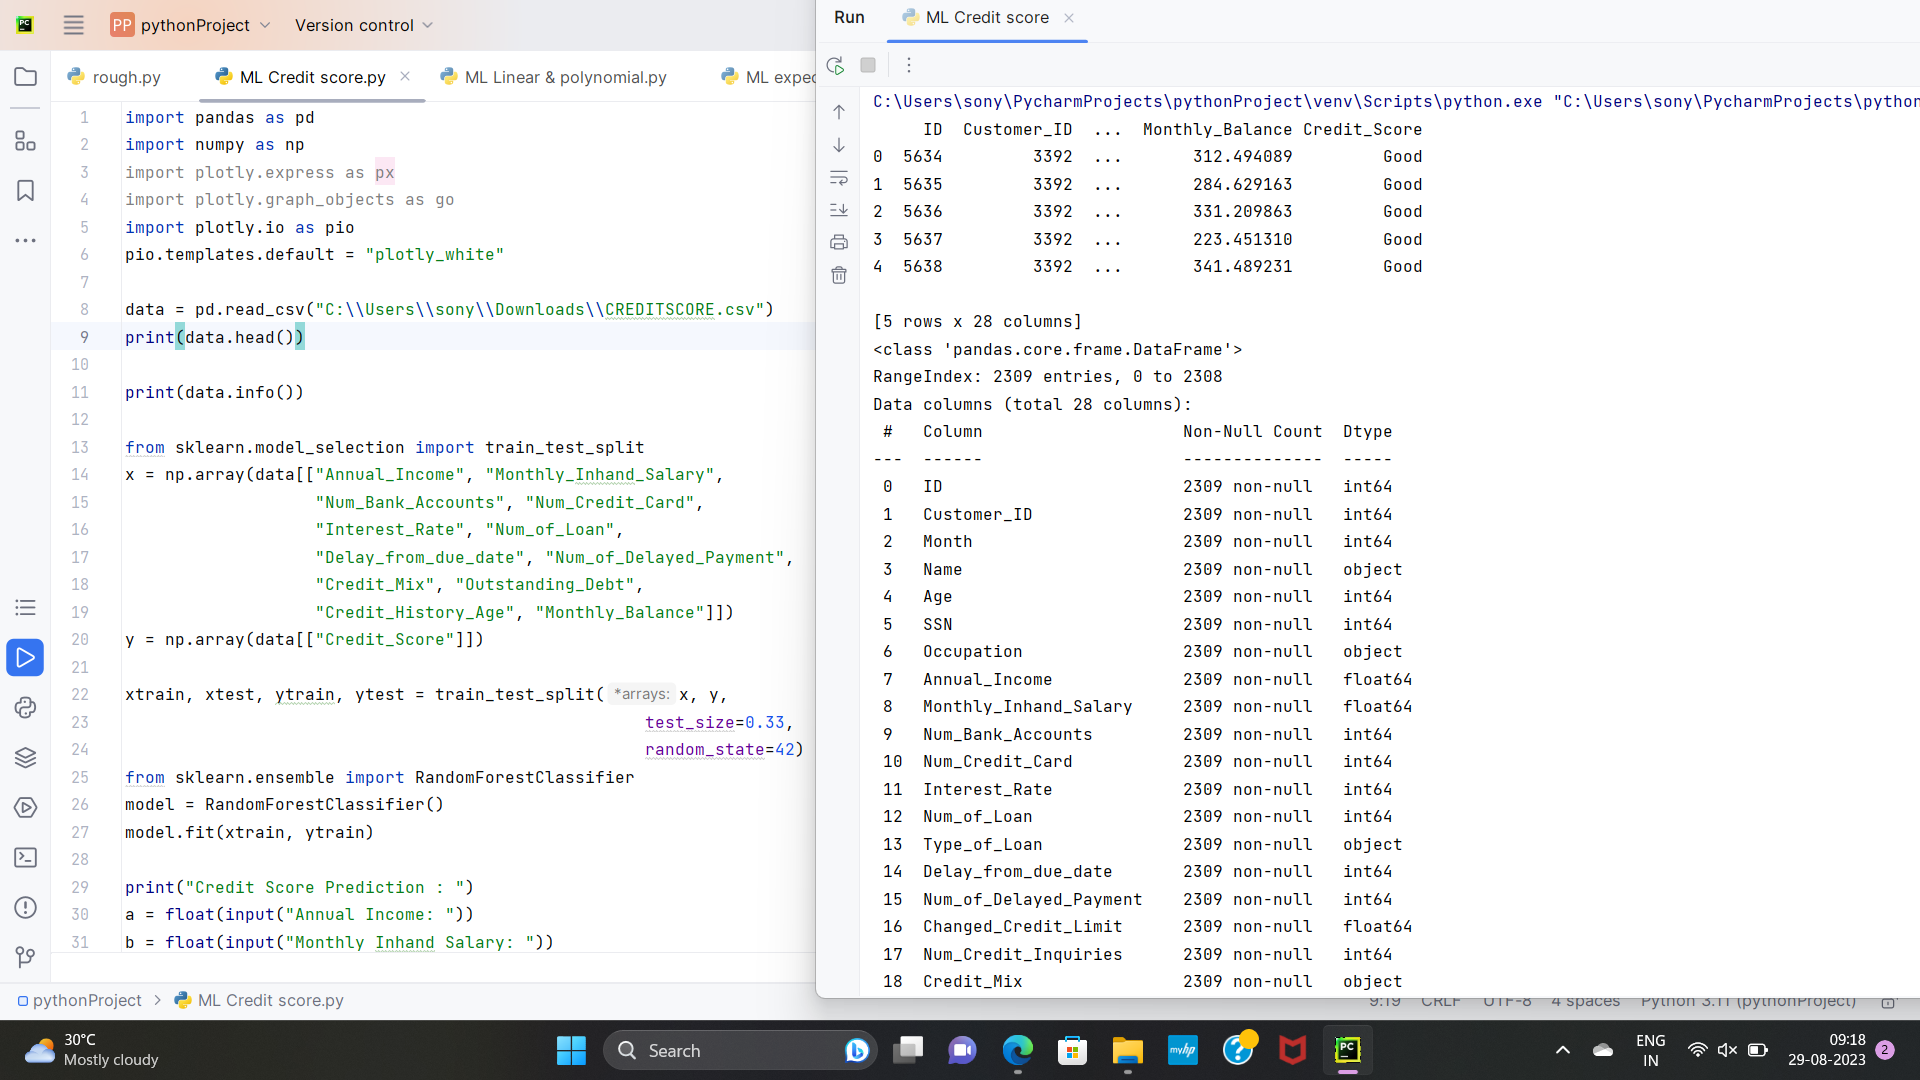 PC
PP pythonProject
Version control
rough.py
ML Credit score.py
ML Linear & polynomial.py
1 import pandas as pd
2 import numpy as np
3 import plotly.express as px
4 import plotly.graph_objects as go
5 import plotly.io as pio
6 pio.templates.default = "plotly_white"
7
8 data = pd.read_csv("C:\\Users\\sony\\Downloads\\CREDITSCORE.csv")
9 print(data.head())
10
11 print(data.info())
12
13 from sklearn.model_selection import train_test_split
14 x = np.array(data[["Annual_Income", "Monthly_Inhand_Salary",
15 "Num_Bank_Accounts", "Num_Credit_Card",
16 "Interest_Rate", "Num_of_Loan",
17 "Delay_from_due_date", "Num_of_Delayed_Payment",
18 "Credit_Mix", "Outstanding_Debt",
19 "Credit_History_Age", "Monthly_Balance"]])
20 y = np.array(data[["Credit_Score"]])
21
22 xtrain, xtest, ytrain, ytest = train_test_split( *arrays: x, y,
23 test_size=0.33,
24 random_state=42)
25 from sklearn.ensemble import RandomForestClassifier
26 model = RandomForestClassifier()
27 model.fit(xtrain, ytrain)
28
29 print("Credit Score Prediction : ")
30 a = float(input("Annual Income: "))
31 b = float(input("Monthly Inhand Salary: "))
Run
ML Credit score
C:\Users\sony\PycharmProjects\pythonProject\venv\Scripts\python.exe "C:\Users\sony\PycharmProjects\python
ID Customer_ID ... Monthly_Balance Credit_Score
0 5634 3392 ... 312.494089 Good
1 5635 3392 ... 284.629163 Good
2 5636 3392 ... 331.209863 Good
3 5637 3392 ... 223.451310 Good
4 5638 3392 ... 341.489231 Good
[5 rows x 28 columns]
<class 'pandas.core.frame.DataFrame'>
RangeIndex: 2309 entries, 0 to 2308
Data columns (total 28 columns):
# Column Non-Null Count Dtype
--- ------ -------------- -----
0 ID 2309 non-null int64
1 Customer_ID 2309 non-null int64
2 Month 2309 non-null int64
3 Name 2309 non-null object
4 Age 2309 non-null int64
5 SSN 2309 non-null int64
6 Occupation 2309 non-null object
7 Annual_Income 2309 non-null float64
8 Monthly_Inhand_Salary 2309 non-null float64
9 Num_Bank_Accounts 2309 non-null int64
10 Num_Credit_Card 2309 non-null int64
11 Interest_Rate 2309 non-null int64
12 Num_of_Loan 2309 non-null int64
13 Type_of_Loan 2309 non-null object
14 Delay_from_due_date 2309 non-null int64
15 Num_of_Delayed_Payment 2309 non-null int64
16 Changed_Credit_Limit 2309 non-null float64
17 Num_Credit_Inquiries 2309 non-null int64
18 Credit_Mix 2309 non-null object
pythonProject > ML Credit score.py
9:19 CRLF UTF-8 4 spaces Python 3.11 (pythonProject)
30°C
Mostly cloudy
Search
myhp
PC
ENG
IN
09:18
29-08-2023
2